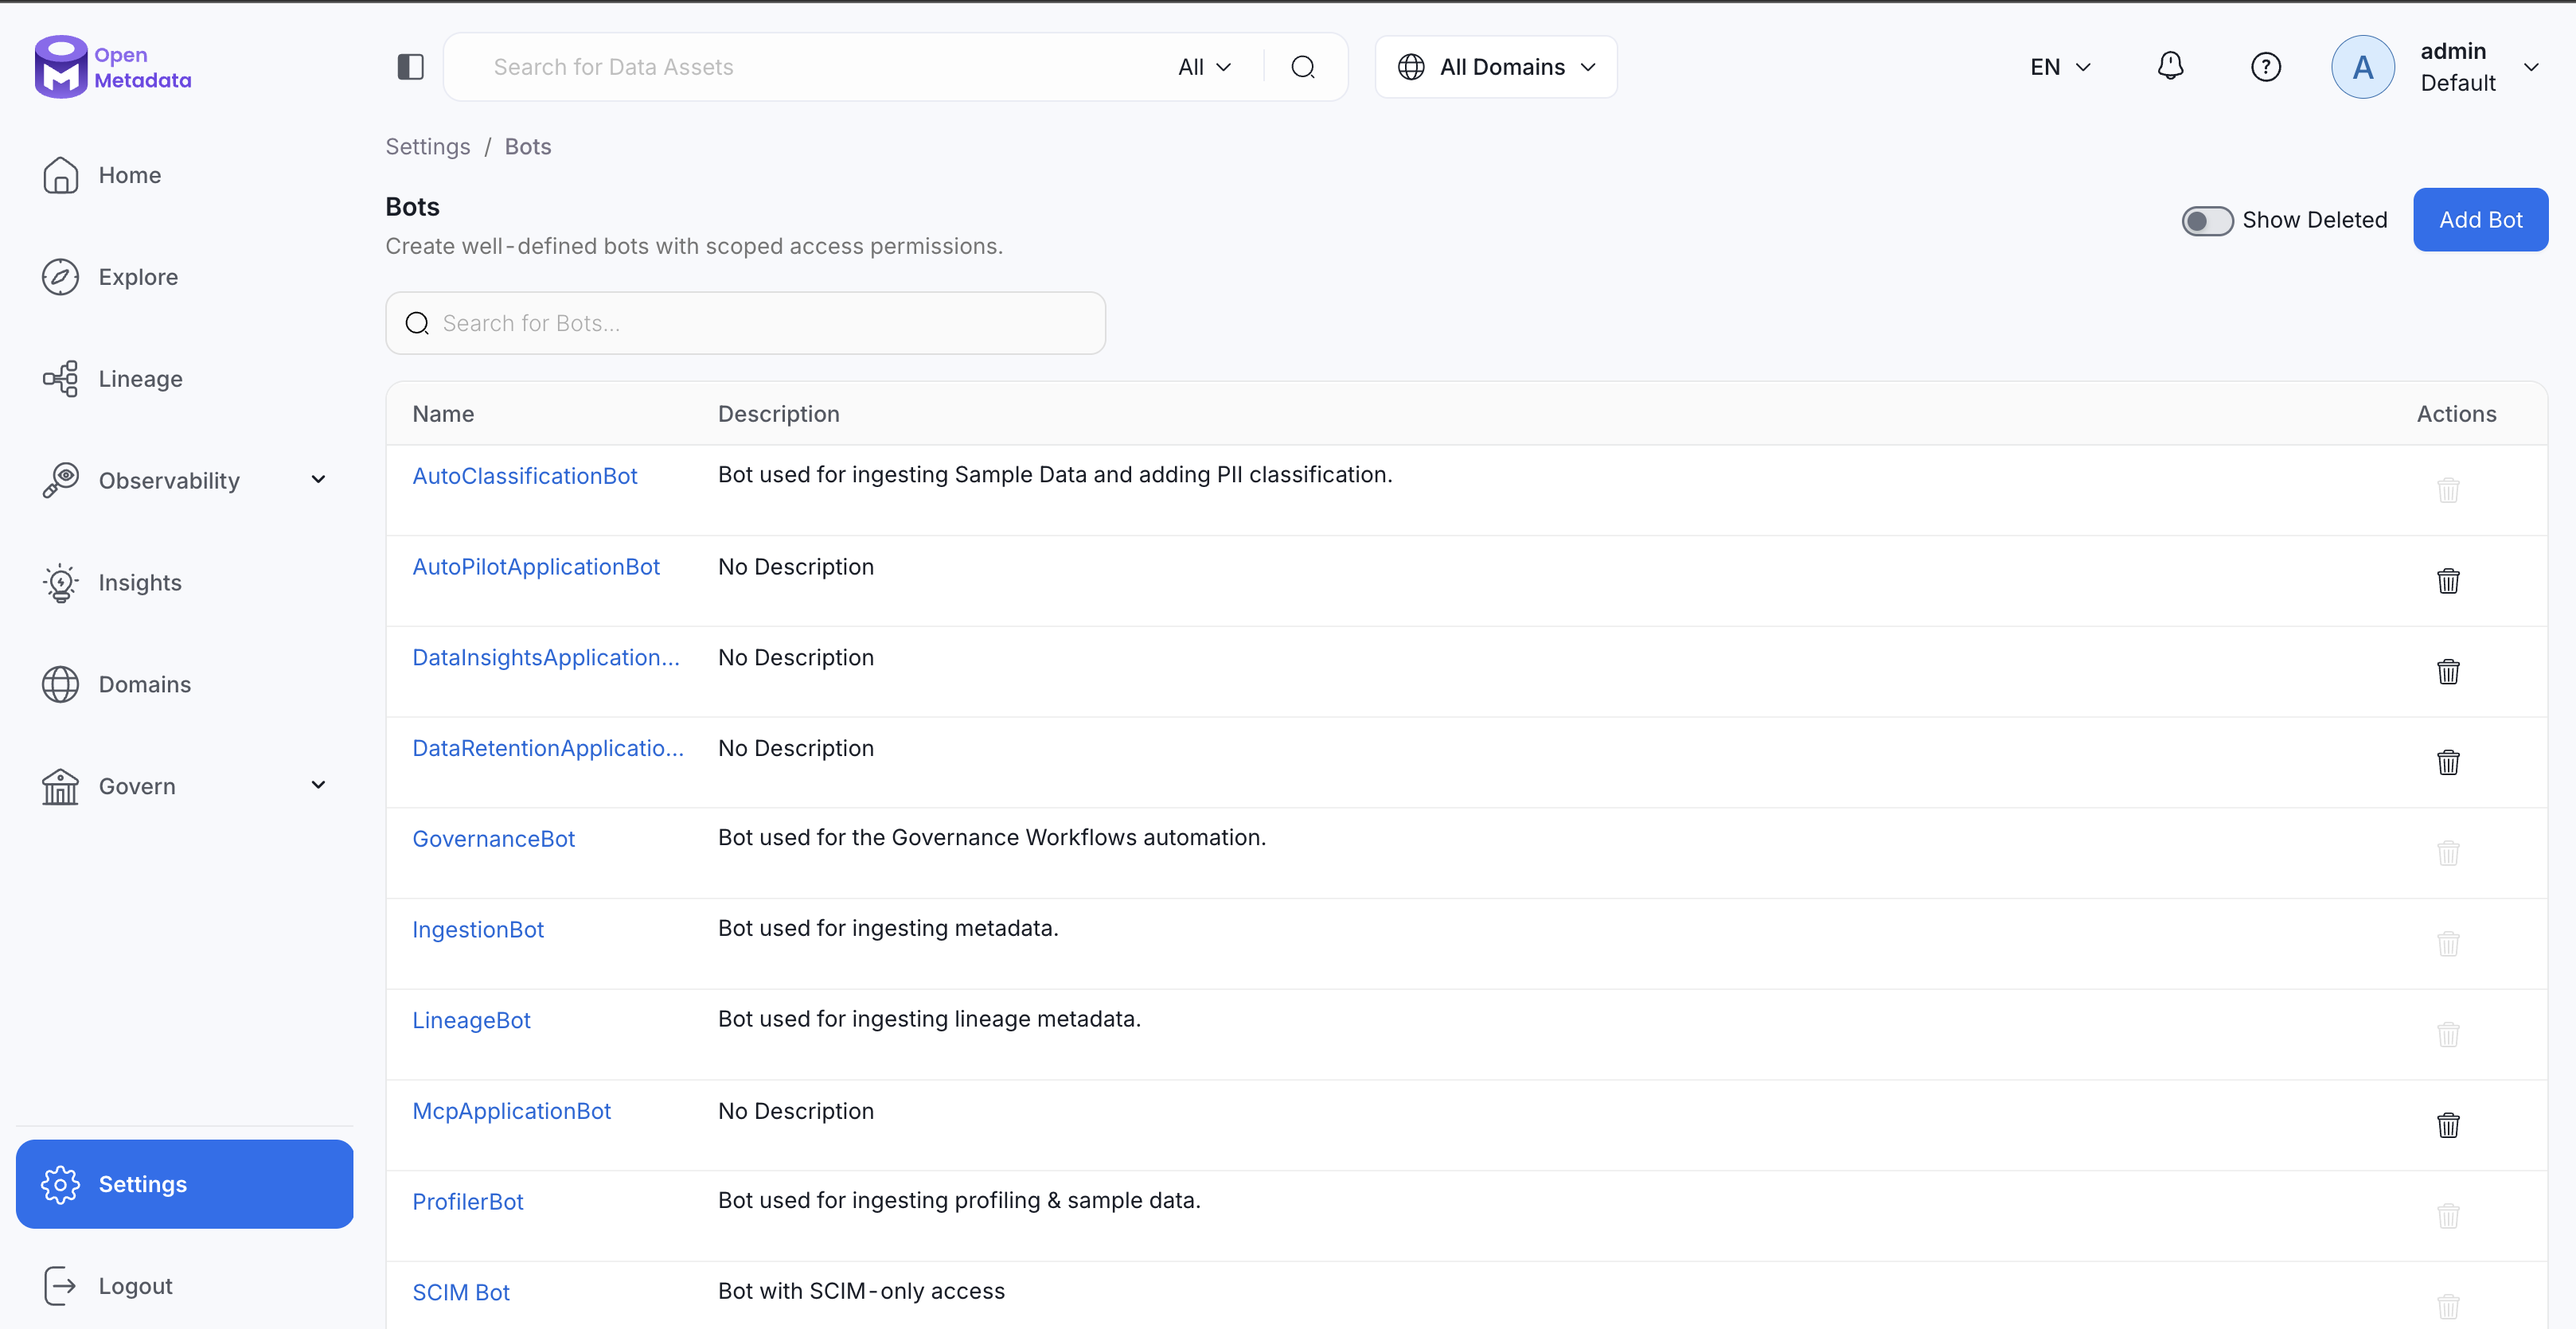 Open
Metadata
Search for Data Assets
All
All Domains
EN
A
admin
Default
Home
Explore
Lineage
Observability
Insights
Domains
Govern
Settings
Logout
Settings / Bots
Bots
Create well-defined bots with scoped access permissions.
Show Deleted
Add Bot
Search for Bots...
Name Description Actions
AutoClassificationBot Bot used for ingesting Sample Data and adding PII classification.
AutoPilotApplicationBot No Description
DataInsightsApplication... No Description
DataRetentionApplicatio... No Description
GovernanceBot Bot used for the Governance Workflows automation.
IngestionBot Bot used for ingesting metadata.
LineageBot Bot used for ingesting lineage metadata.
McpApplicationBot No Description
ProfilerBot Bot used for ingesting profiling & sample data.
SCIM Bot Bot with SCIM-only access